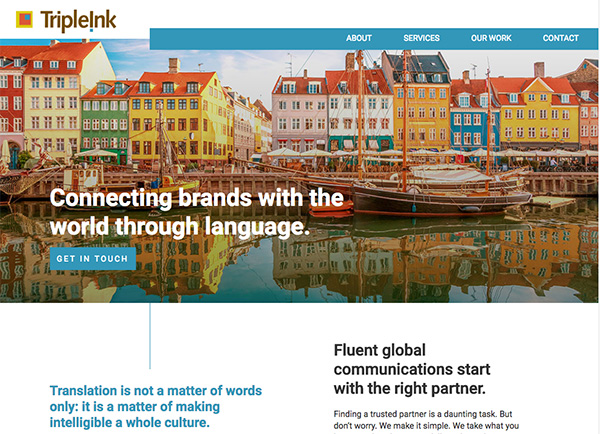 TripleInk
ABOUT SERVICES OUR WORK CONTACT
Connecting brands with the
world through language.
GET IN TOUCH
Translation is not a matter of words
only: it is a matter of making
intelligible a whole culture.
Fluent global
communications start
with the right partner.
Finding a trusted partner is a daunting task. But
don't worry. We make it simple. We take what you